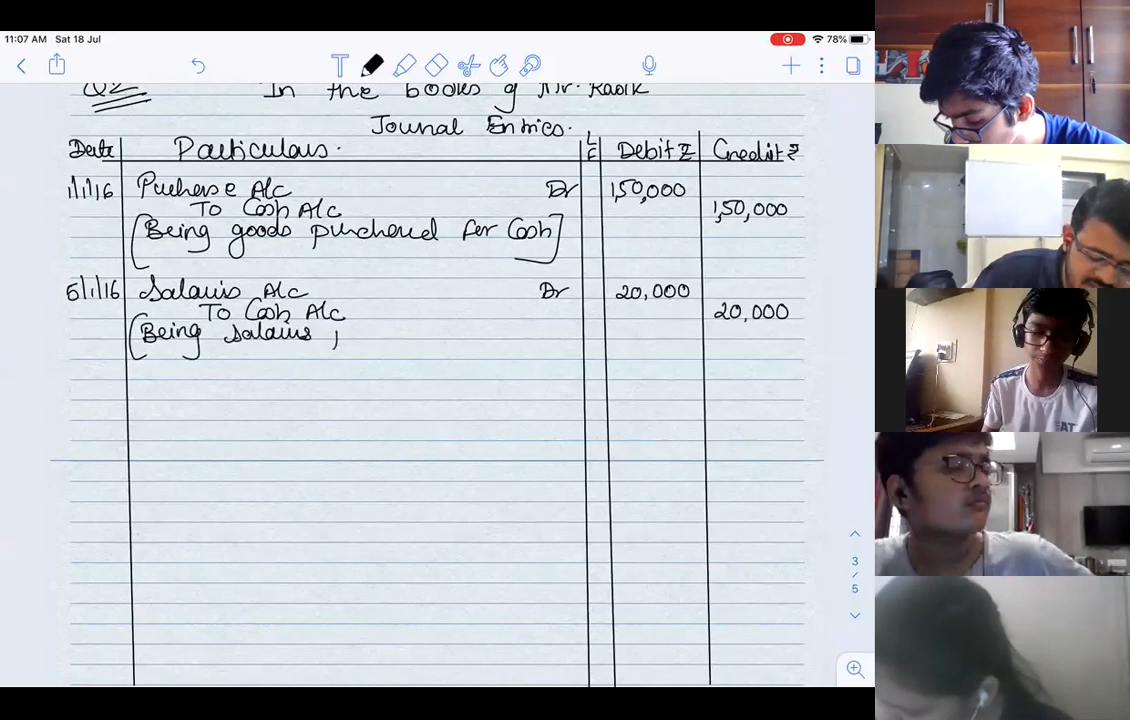 11:07 AM Sat 18 Jul
78%
Q2 In the books of Mr.
Journal Entries.
Date Particulars. L F Debit ₹ Credit ₹
1/1/16 Purchase A/c Dr 1,50,000
To Cash A/c 1,50,000
[Being goods purchased for Cash]
5/1/16 Salaries A/c Dr 20,000
To Cash A/c 20,000
(Being Salaries
3
/
5